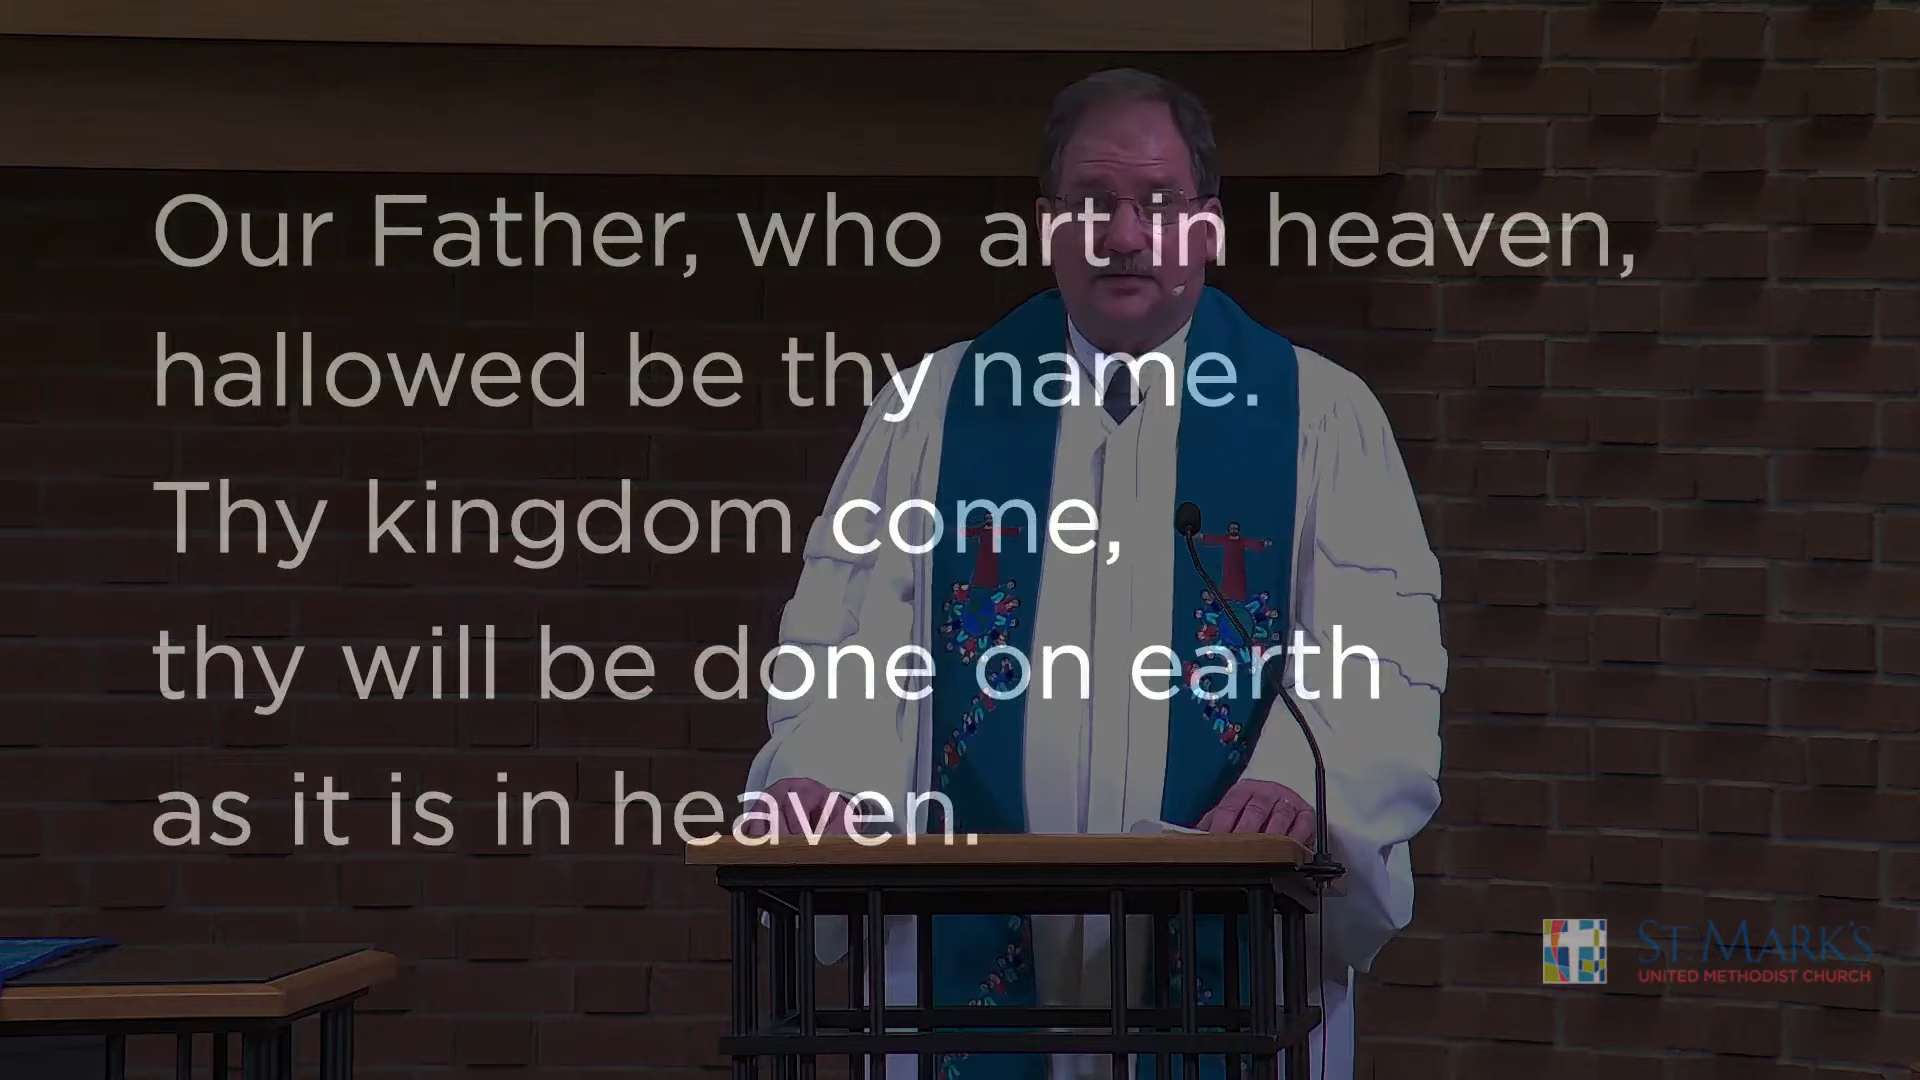 Our Father, who art in heaven,
hallowed be thy name.
Thy kingdom come,
thy will be done on earth
as it is in heaven.
ST. MARK'S
UNITED METHODIST CHURCH